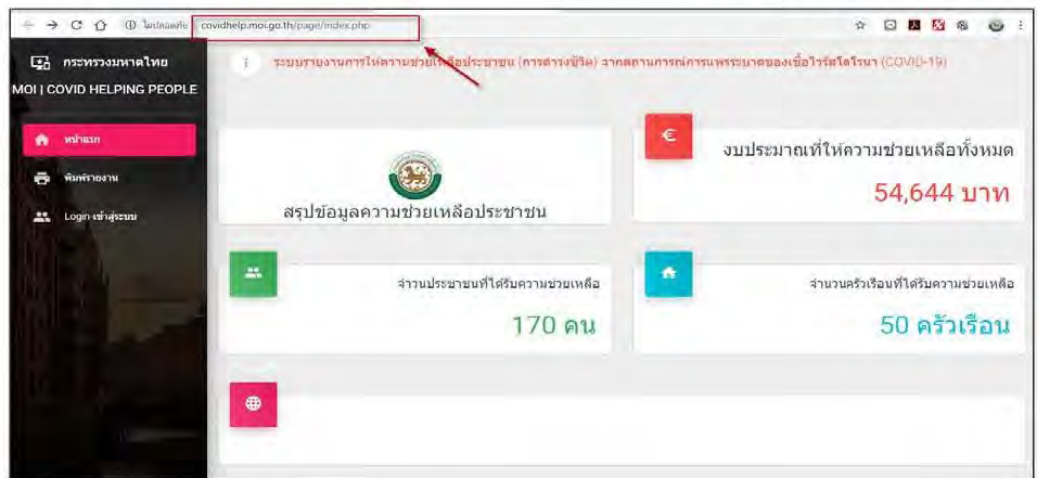 ไม่ปลอดภัย covidhelp.moi.go.th/page/index.php
กระทรวงมหาดไทย
MOI | COVID HELPING PEOPLE
หน้าแรก
พิมพ์รายงาน
Login-เข้าสู่ระบบ
ระบบรายงานการให้ความช่วยเหลือประชาชน (การดำรงชีวิต) จากสถานการณ์การแพร่ระบาดของเชื้อไวรัสโคโรนา (COVID-19)
สรุปข้อมูลความช่วยเหลือประชาชน
งบประมาณที่ให้ความช่วยเหลือทั้งหมด
54,644 บาท
จำวนประชาชนที่ได้รับความช่วยเหลือ
170 คน
จำนวนครัวเรือนที่ได้รับความช่วยเหลือ
50 ครัวเรือน